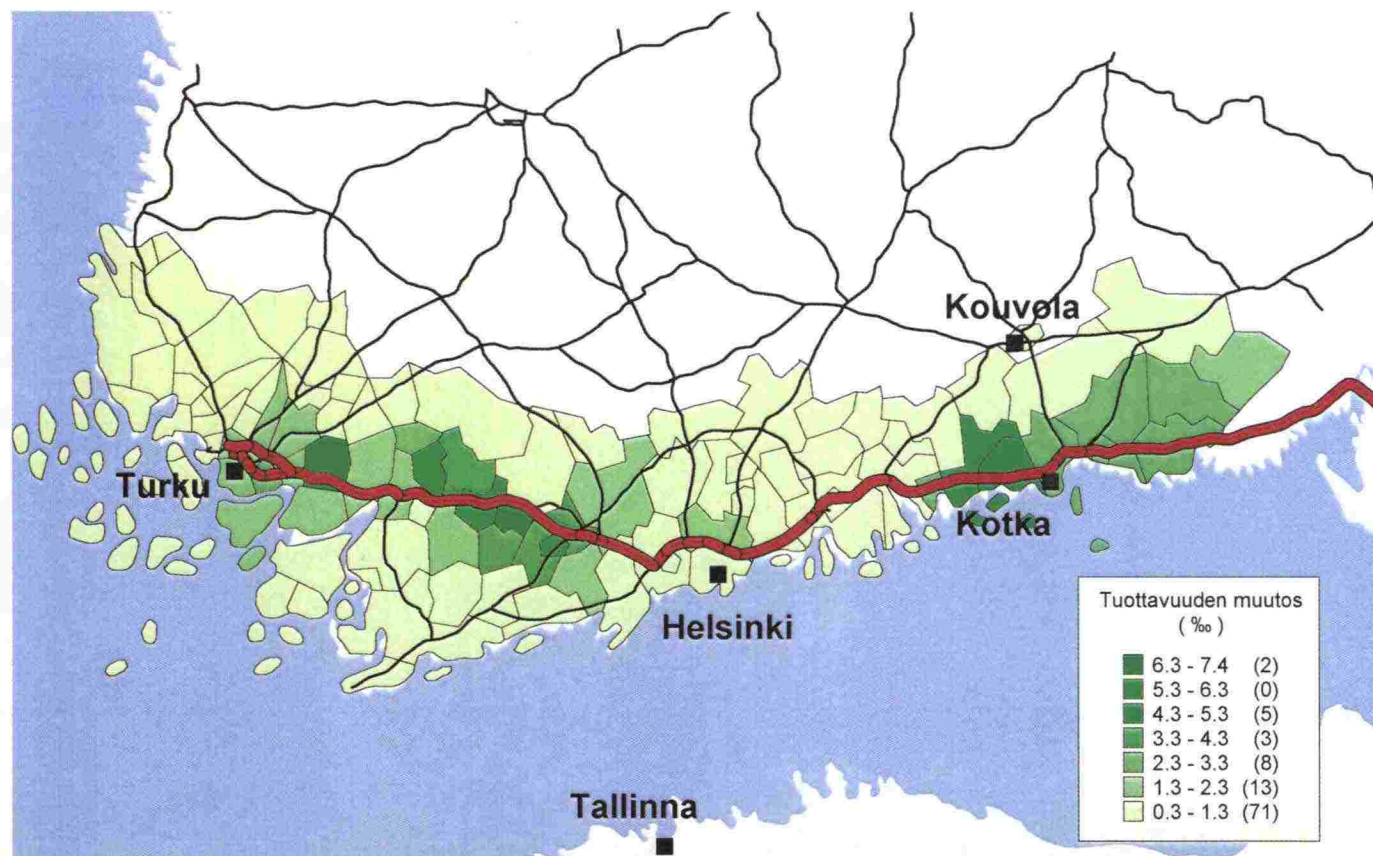 Kouvola
Turku
Kotka
Helsinki
Tallinna
Tuottavuuden muutos
( ‰ )
6.3 - 7.4 (2)
5.3 - 6.3 (0)
4.3 - 5.3 (5)
3.3 - 4.3 (3)
2.3 - 3.3 (8)
1.3 - 2.3 (13)
0.3 - 1.3 (71)